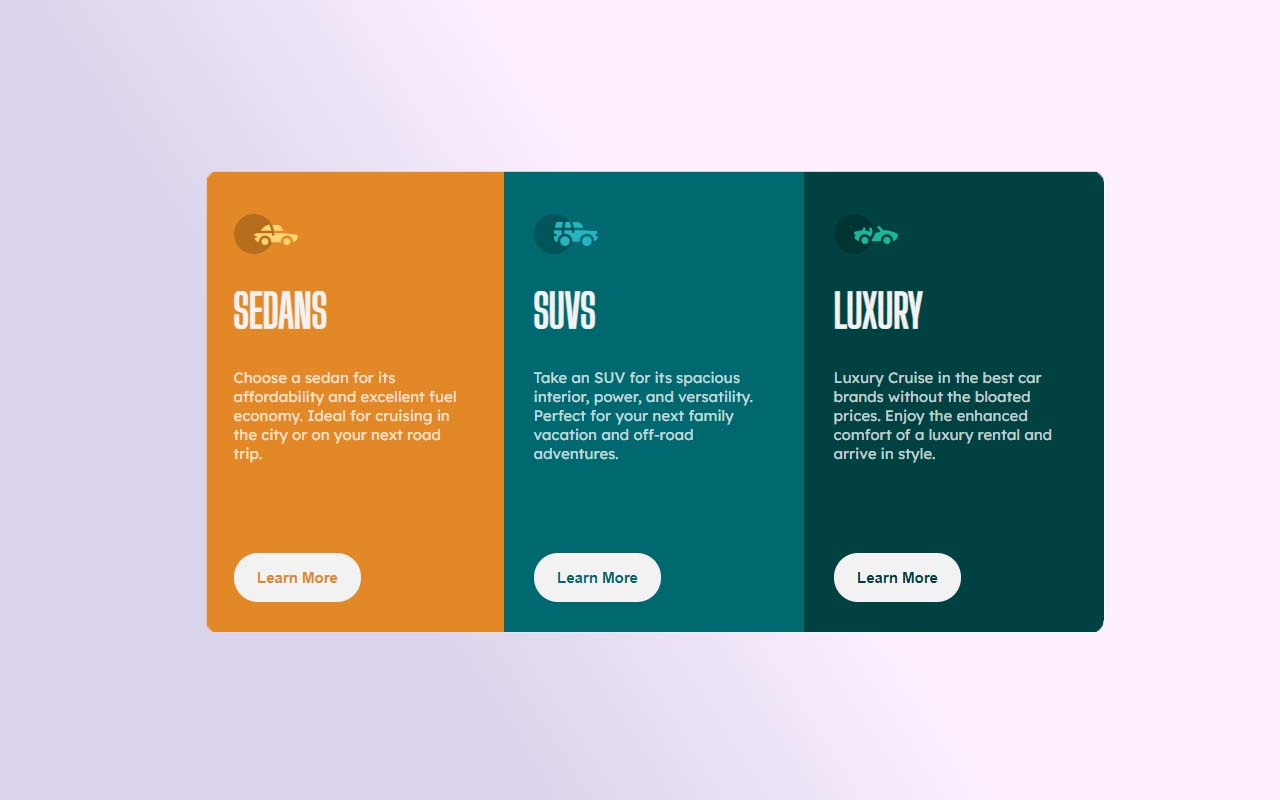 SEDANS
Choose a sedan for its
affordability and excellent fuel
economy. Ideal for cruising in
the city or on your next road
trip.
Learn More
SUVS
Take an SUV for its spacious
interior, power, and versatility.
Perfect for your next family
vacation and off-road
adventures.
Learn More
LUXURY
Luxury Cruise in the best car
brands without the bloated
prices. Enjoy the enhanced
comfort of a luxury rental and
arrive in style.
Learn More